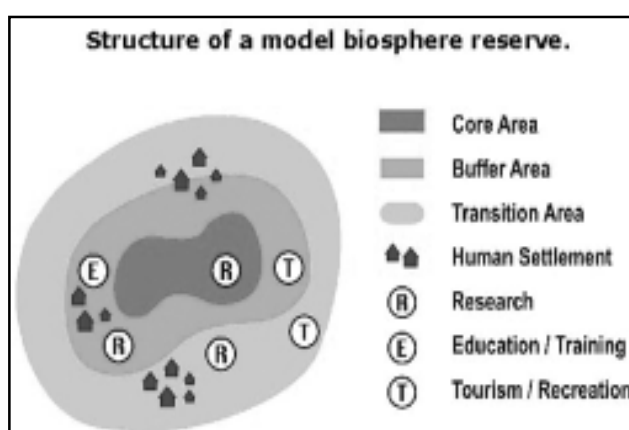 Structure of a model biosphere reserve.
Core Area
Buffer Area
Transition Area
Human Settlement
R Research
E Education / Training
T Tourism / Recreation
E
R
T
R
R
T